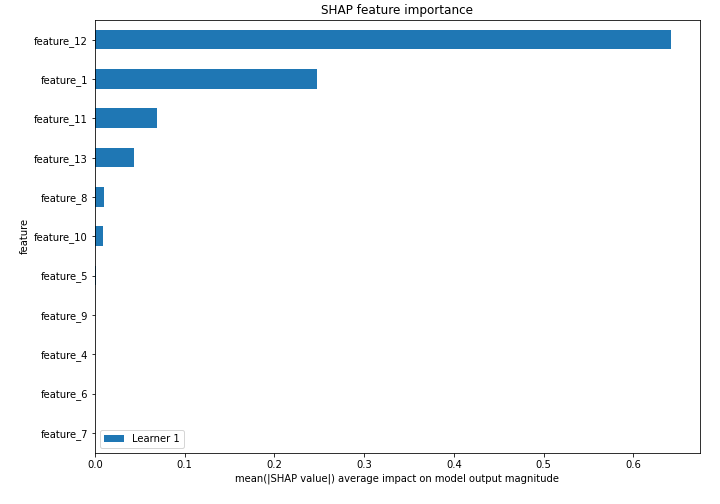 SHAP feature importance
feature_12
feature_1
feature_11
feature_13
feature_8
feature_10
feature_5
feature_9
feature_4
feature_6
feature_7
feature
Learner 1
0.0 0.1 0.2 0.3 0.4 0.5 0.6
mean(|SHAP value|) average impact on model output magnitude